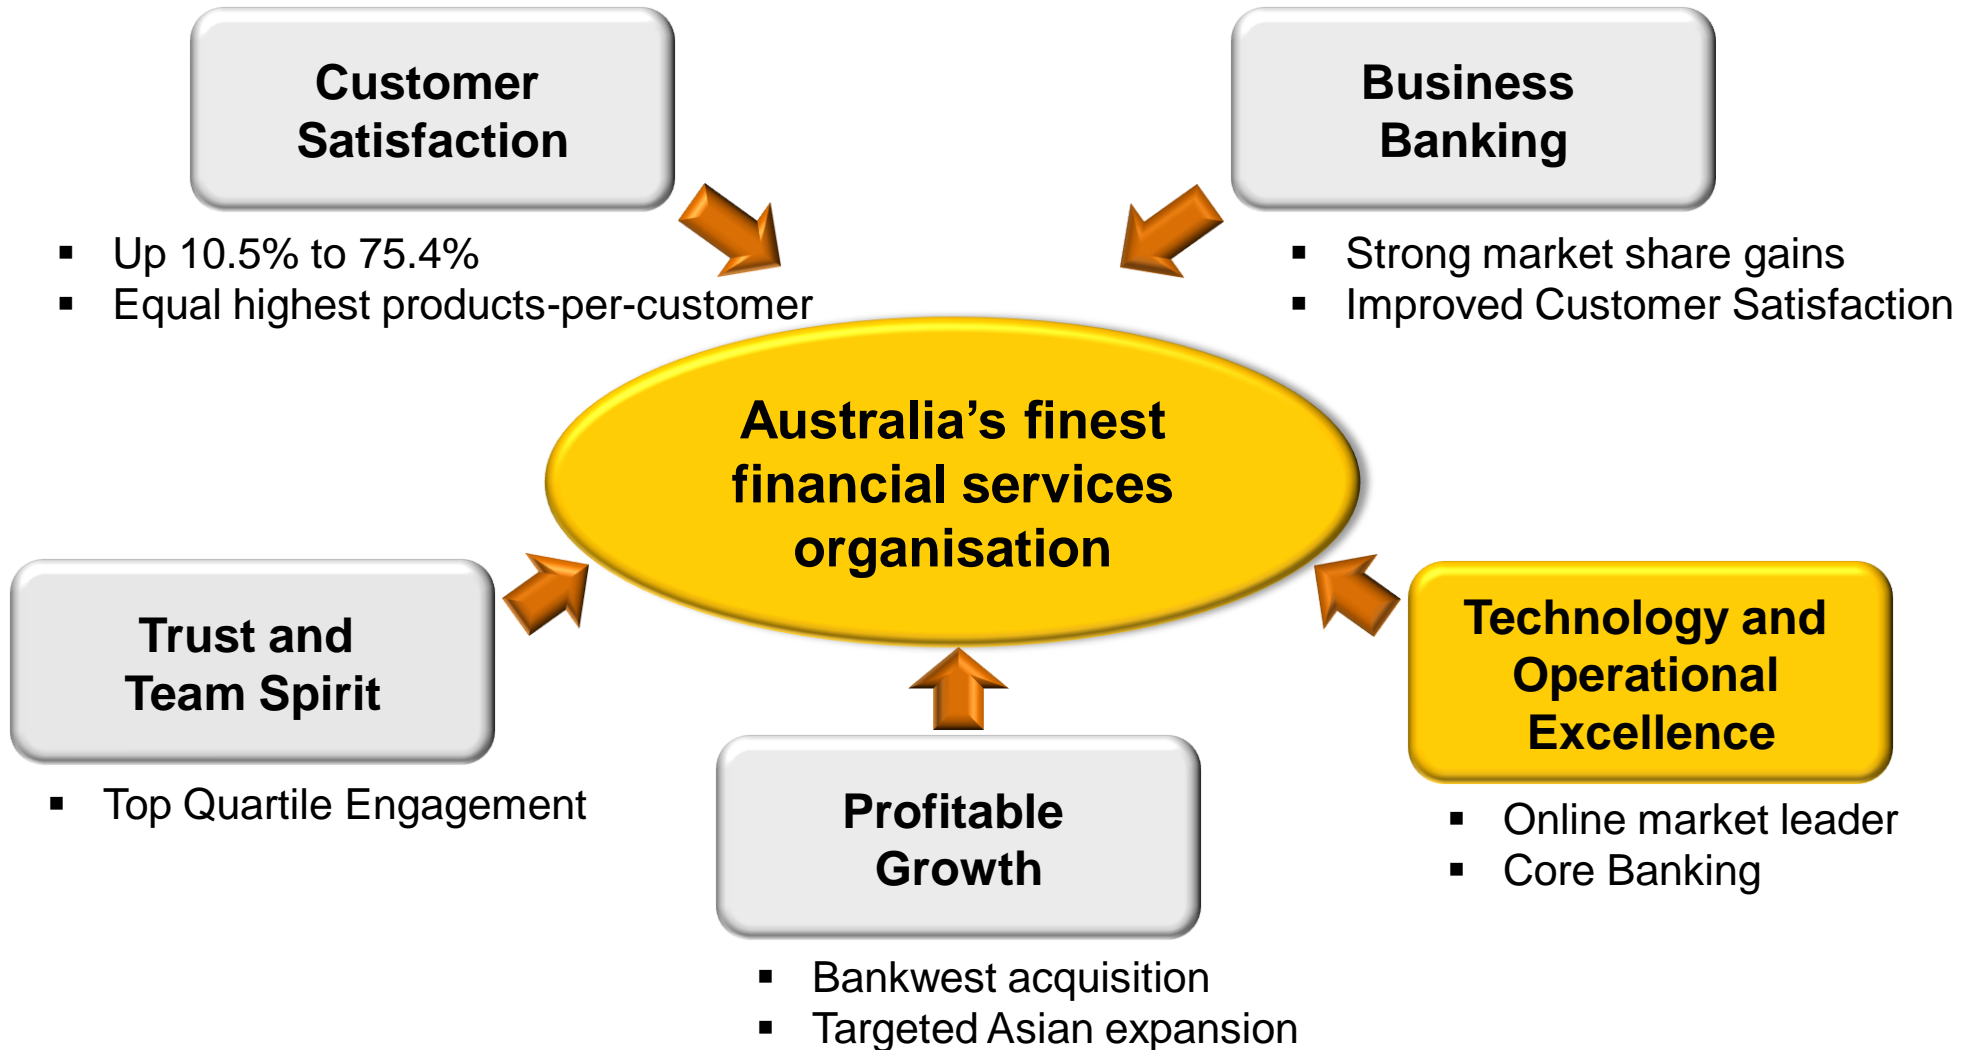 Customer
Satisfaction
▪ Up 10.5% to 75.4%
▪ Equal highest products-per-customer
Business
Banking
▪ Strong market share gains
▪ Improved Customer Satisfaction
Australia’s finest
financial services
organisation
Trust and
Team Spirit
▪ Top Quartile Engagement
Profitable
Growth
▪ Bankwest acquisition
▪ Targeted Asian expansion
Technology and
Operational
Excellence
▪ Online market leader
▪ Core Banking